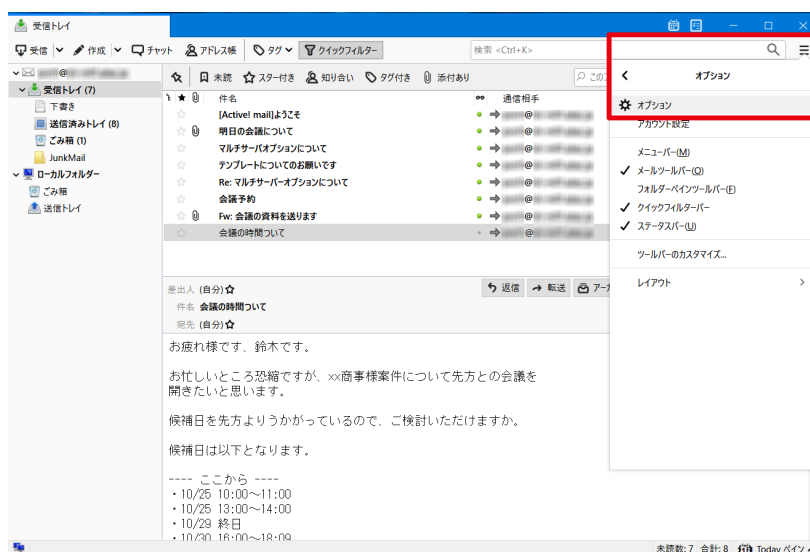 受信トレイ
受信 作成 チャット アドレス帳 タグ クイックフィルター 検索 <Ctrl+K>
未読 スター付き 知り合い タグ付き 添付あり この
@
受信トレイ (7)
下書き
送信済みトレイ (8)
ごみ箱 (1)
JunkMail
ローカルフォルダー
ごみ箱
送信トレイ
件名 通信相手
[Active! mail]ようこそ @
明日の会議について @
マルチサーバオプションについて @
テンプレートについてのお願いです @
Re: マルチサーバーオプションについて @
会議予約 @
Fw: 会議の資料を送ります @
会議の時間ついて @
差出人 (自分) 返信 転送 アーカ
件名 会議の時間ついて
宛先 (自分)
お疲れ様です、鈴木です。
お忙しいところ恐縮ですが、××商事様案件について先方との会議を
開きたいと思います。
候補日を先方よりうかがっているので、ご検討いただけますか。
候補日は以下となります。
---- ここから ----
・10/25 10:00～11:00
・10/25 13:00～14:00
・10/29 終日
・10/30 16:00～18:09
オプション
オプション
アカウント設定
メニューバー(M)
メールツールバー(O)
フォルダーペインツールバー(F)
クイックフィルターバー
ステータスバー(U)
ツールバーのカスタマイズ...
レイアウト
未読数: 7 合計: 8 Today ペイン